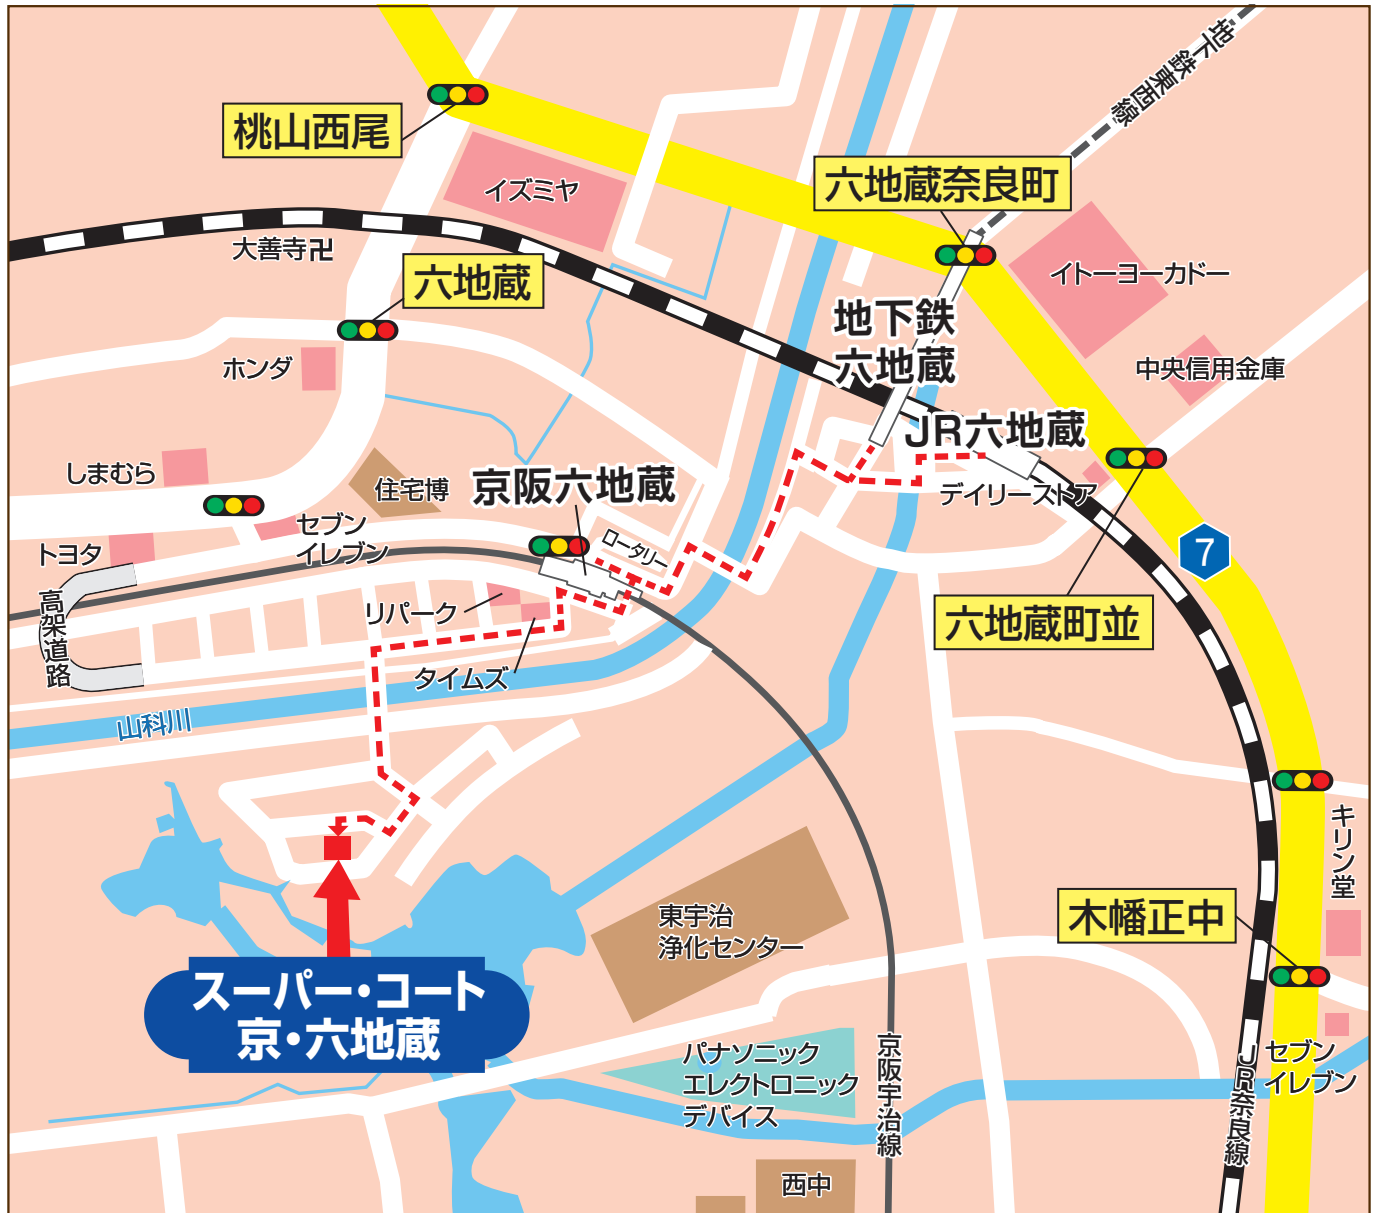 地下鉄東西線
桃山西尾
六地蔵奈良町
イズミヤ
大善寺卍
六地蔵
イトーヨーカドー
地下鉄
六地蔵
ホンダ
中央信用金庫
JR六地蔵
しまむら
住宅博
京阪六地蔵
デイリーストア
セブン
イレブン
トヨタ
ロータリー
7
高架道路
リパーク
六地蔵町並
タイムズ
山科川
キリン堂
東宇治
浄化センター
木幡正中
スーパー・コート
京・六地蔵
パナソニック
エレクトロニック
デバイス
京阪宇治線
セブン
イレブン
JR奈良線
西中